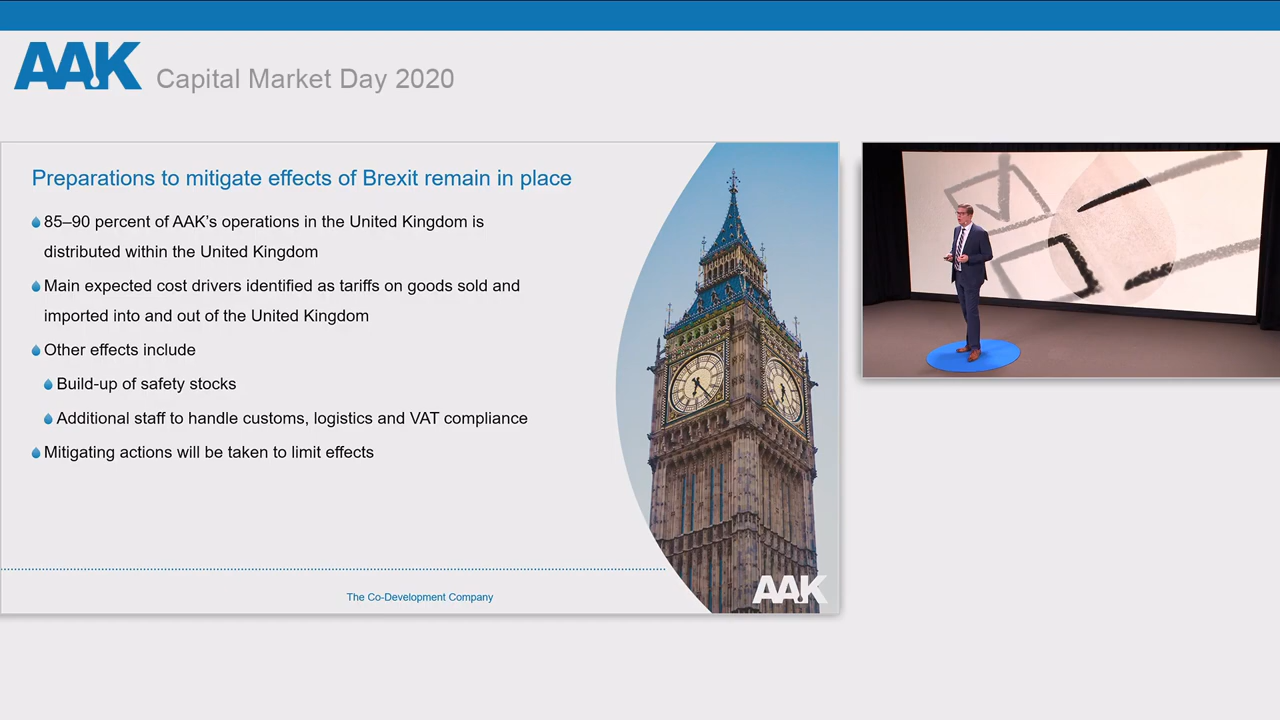 AAK
Capital Market Day 2020
Preparations to mitigate effects of Brexit remain in place
85–90 percent of AAK's operations in the United Kingdom is
distributed within the United Kingdom
Main expected cost drivers identified as tariffs on goods sold and
imported into and out of the United Kingdom
Other effects include
Build-up of safety stocks
Additional staff to handle customs, logistics and VAT compliance
Mitigating actions will be taken to limit effects
The Co-Development Company
AAK